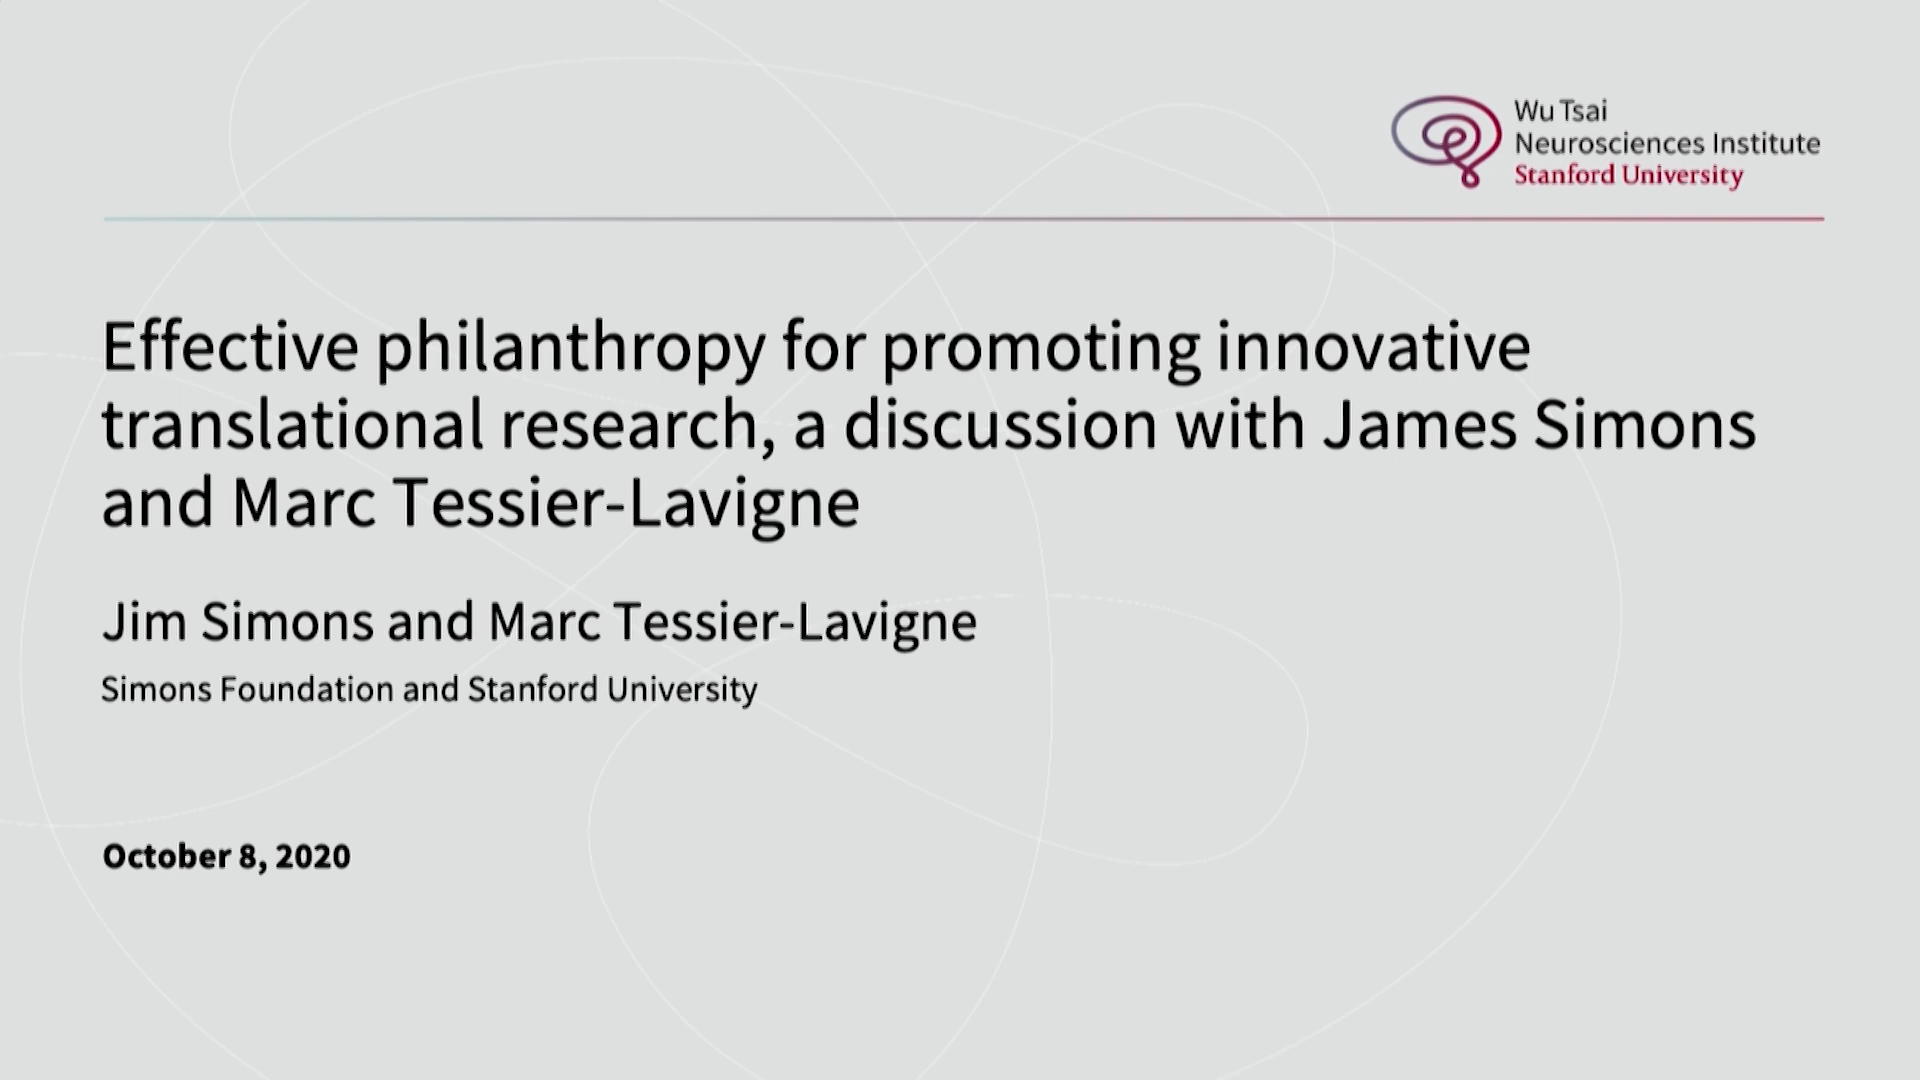 Wu Tsai
Neurosciences Institute
Stanford University
Effective philanthropy for promoting innovative
translational research, a discussion with James Simons
and Marc Tessier-Lavigne
Jim Simons and Marc Tessier-Lavigne
Simons Foundation and Stanford University
October 8, 2020